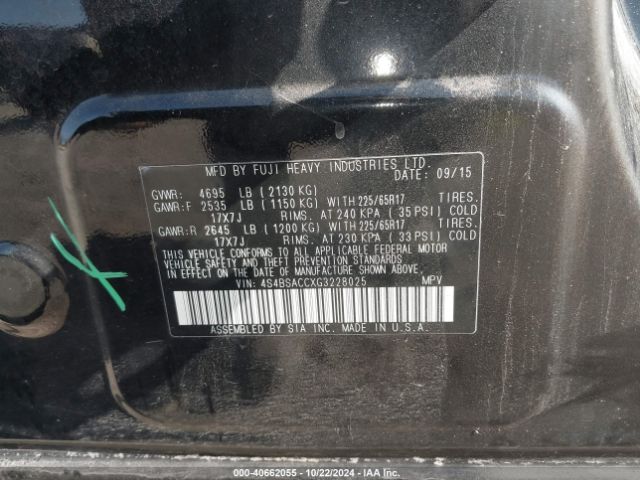 MFD BY FUJI HEAVY INDUSTRIES LTD.
DATE: 09/15
GVWR: 4695 LB (2130 KG)
GAWR:F 2535 LB (1150 KG) WITH 225/65R17 TIRES.
17X7J RIMS. AT 240 KPA (35 PSI) COLD
GAWR:R 2645 LB (1200 KG) WITH 225/65R17 TIRES.
17X7J RIMS. AT 230 KPA (33 PSI) COLD
THIS VEHICLE CONFORMS TO ALL APPLICABLE FEDERAL MOTOR
VEHICLE SAFETY AND THEFT PREVENTION STANDARDS IN
EFFECT ON THE DATE OF MANUFACTURE SHOWN ABOVE.
VIN: 4S4BSACCXG3228025 MPV
ASSEMBLED BY SIA INC. MADE IN U.S.A.
000-40662055 - 10/22/2024 - IAA Inc.